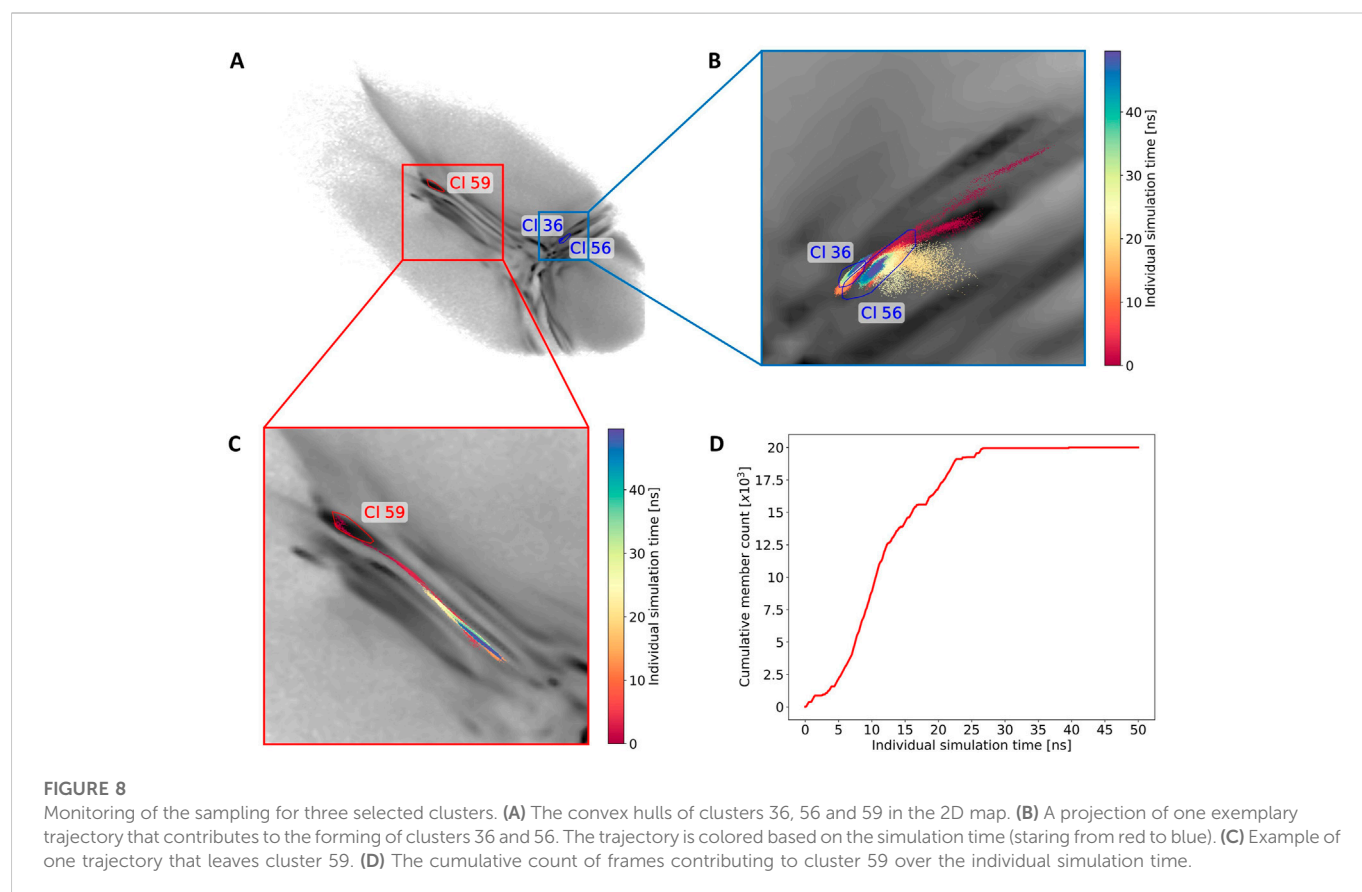 A
B
Cl 59
Cl 36
Cl 56
Cl 36
Cl 56
40
30
20
10
0
Individual simulation time [ns]
C
Cl 59
40
30
20
10
0
Individual simulation time [ns]
D
20
17.5
15
12.5
10
7.5
5
2.5
0
Cumulative member count [x10³]
0 5 10 15 20 25 30 35 40 45 50
Individual simulation time [ns]
FIGURE 8
Monitoring of the sampling for three selected clusters. (A) The convex hulls of clusters 36, 56 and 59 in the 2D map. (B) A projection of one exemplary
trajectory that contributes to the forming of clusters 36 and 56. The trajectory is colored based on the simulation time (staring from red to blue). (C) Example of
one trajectory that leaves cluster 59. (D) The cumulative count of frames contributing to cluster 59 over the individual simulation time.